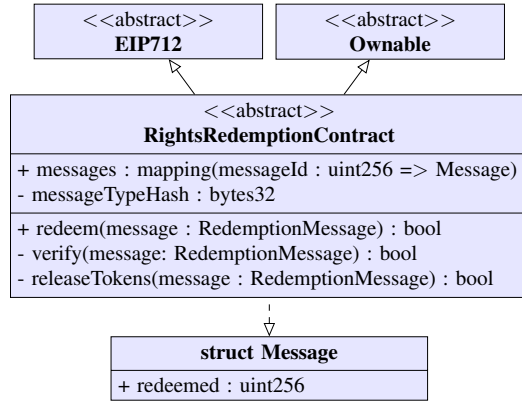 <<abstract>>
EIP712
<<abstract>>
Ownable
<<abstract>>
RightsRedemptionContract
+ messages : mapping(messageId : uint256 => Message)
- messageTypeHash : bytes32
+ redeem(message : RedemptionMessage) : bool
- verify(message: RedemptionMessage) : bool
- releaseTokens(message : RedemptionMessage) : bool
struct Message
+ redeemed : uint256